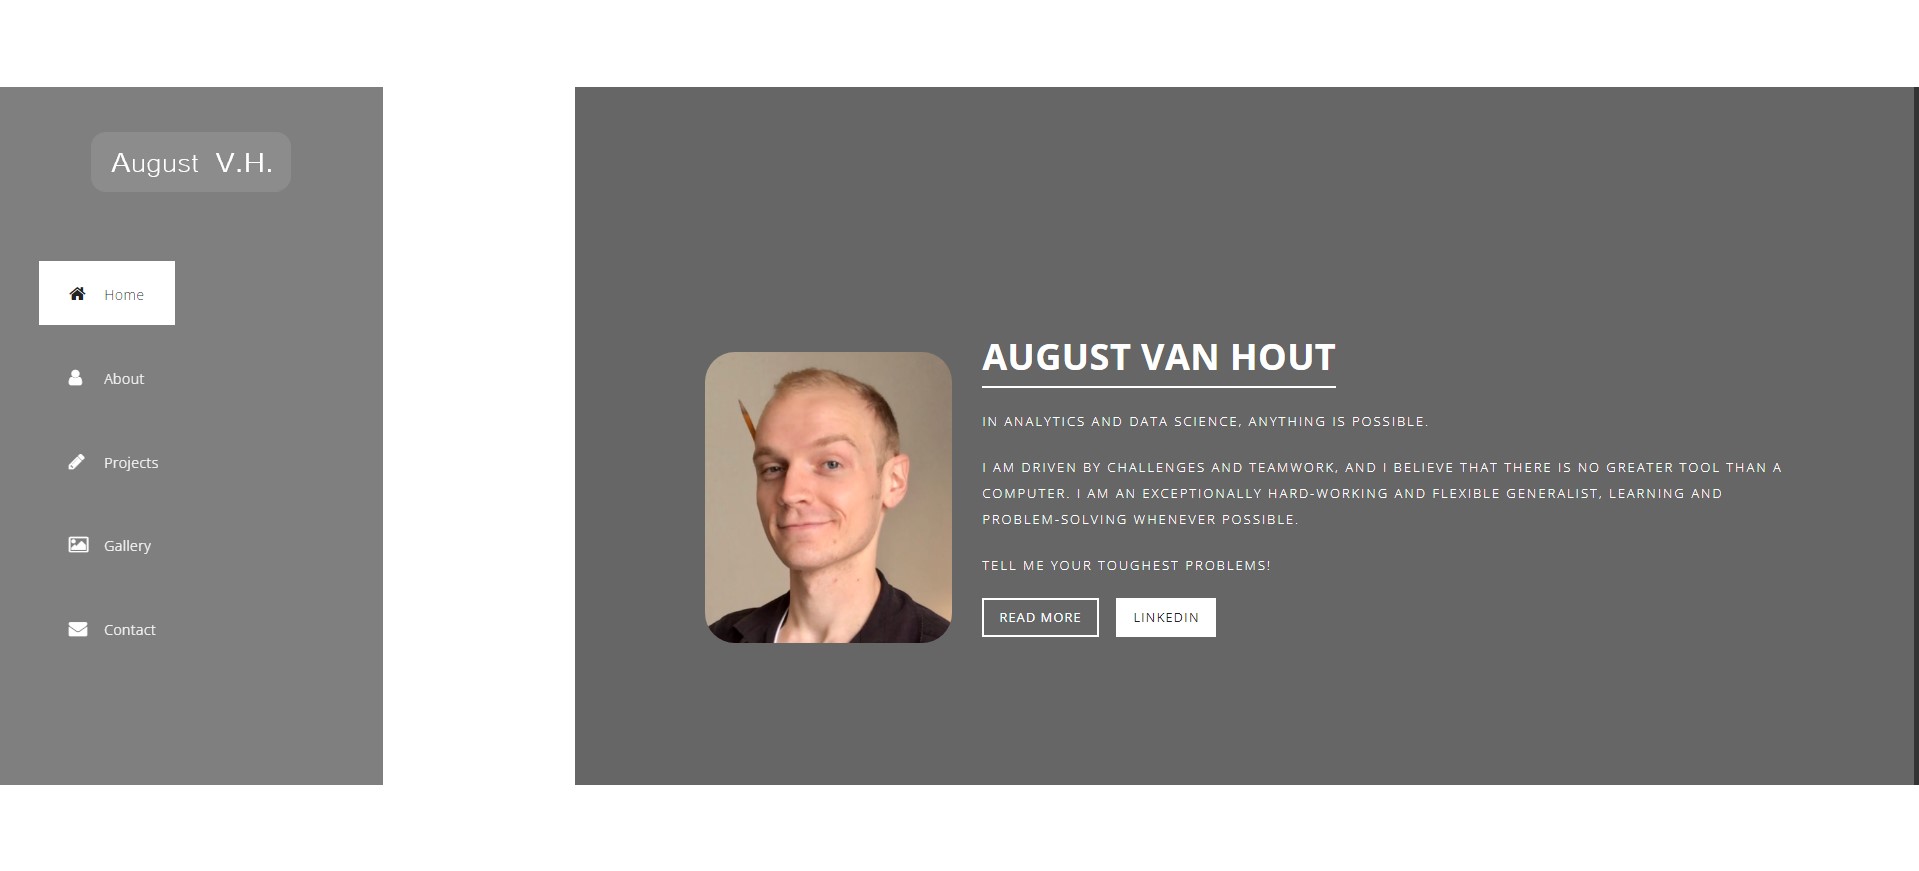 August V.H.
Home
About
Projects
Gallery
Contact
AUGUST VAN HOUT
IN ANALYTICS AND DATA SCIENCE, ANYTHING IS POSSIBLE.
I AM DRIVEN BY CHALLENGES AND TEAMWORK, AND I BELIEVE THAT THERE IS NO GREATER TOOL THAN A
COMPUTER. I AM AN EXCEPTIONALLY HARD-WORKING AND FLEXIBLE GENERALIST, LEARNING AND
PROBLEM-SOLVING WHENEVER POSSIBLE.
TELL ME YOUR TOUGHEST PROBLEMS!
READ MORE LINKEDIN